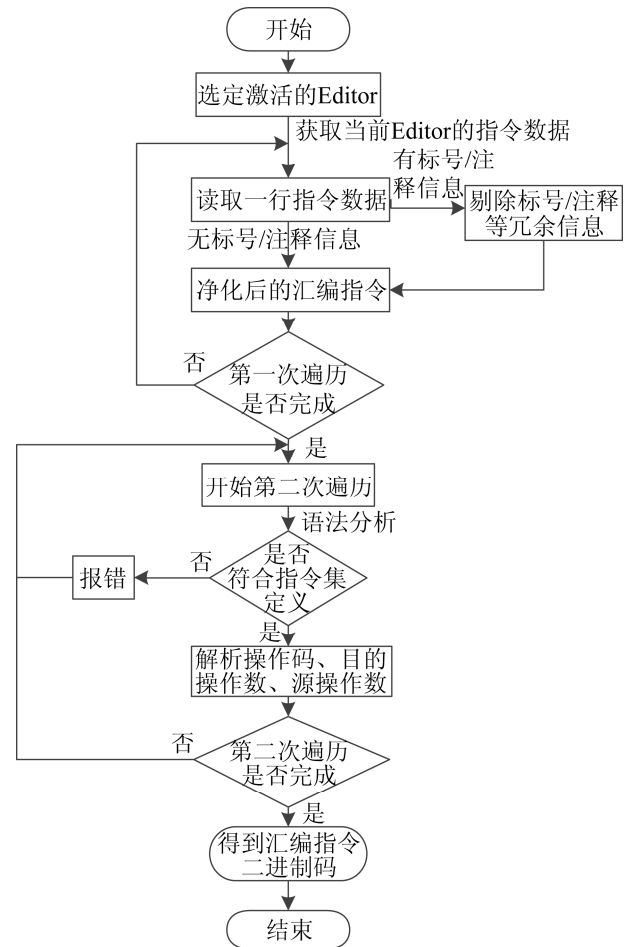 开始
选定激活的Editor
获取当前Editor的指令数据
有标号/注
释信息
读取一行指令数据
剔除标号/注释
等冗余信息
无标号/注释信息
净化后的汇编指令
否
第一次遍历
是否完成
是
开始第二次遍历
语法分析
是否
符合指令集
定义
否
报错
是
解析操作码、目的
操作数、源操作数
否
第二次遍历
是否完成
是
得到汇编指令
二进制码
结束